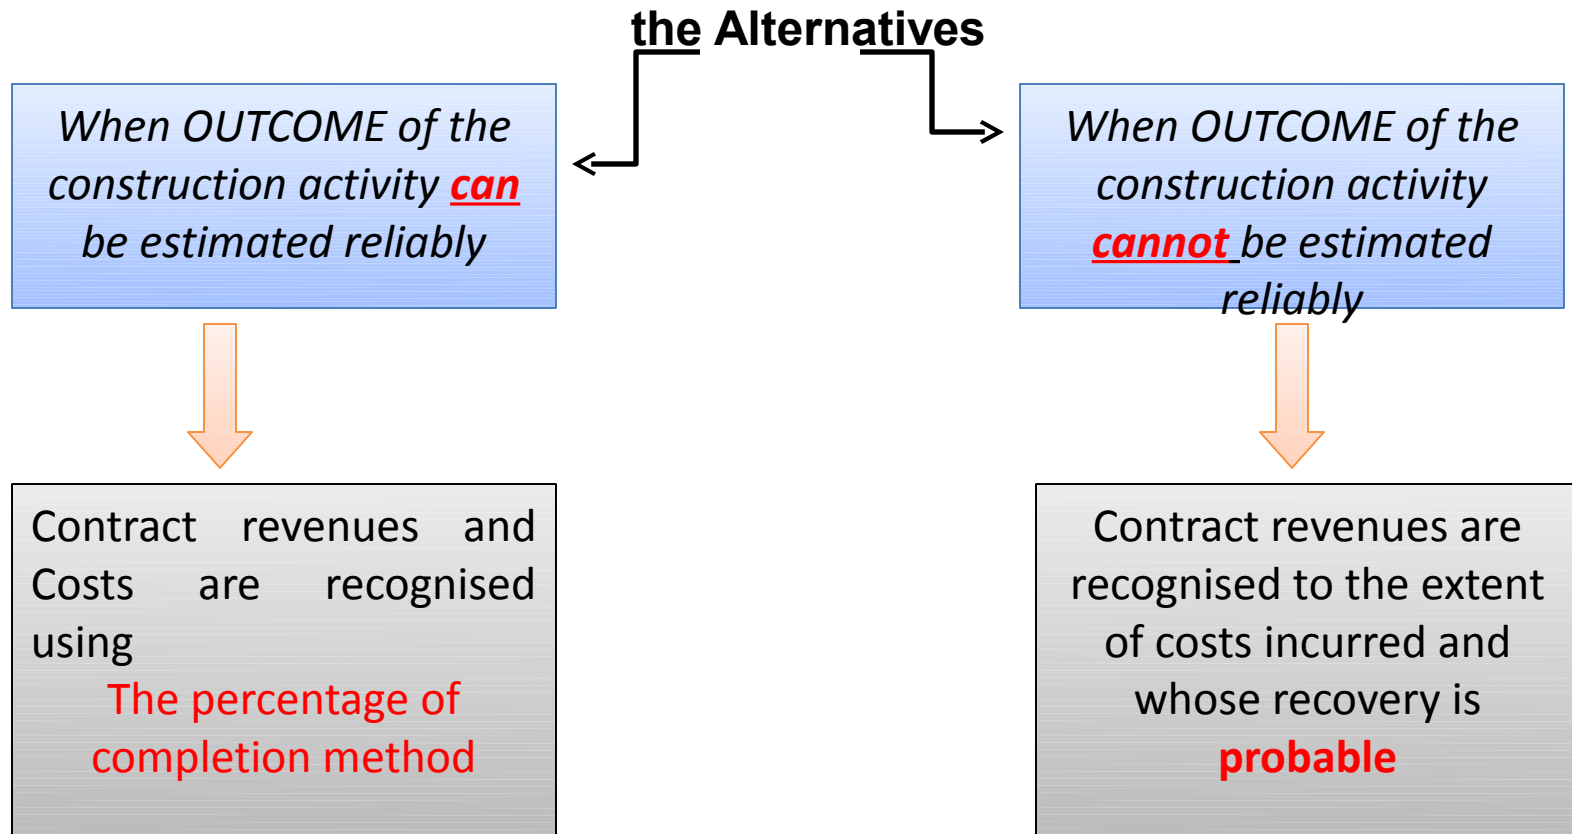 the Alternatives
When OUTCOME of the
construction activity can
be estimated reliably
When OUTCOME of the
construction activity
cannot be estimated
reliably
Contract revenues and
Costs are recognised
using
The percentage of
completion method
Contract revenues are
recognised to the extent
of costs incurred and
whose recovery is
probable